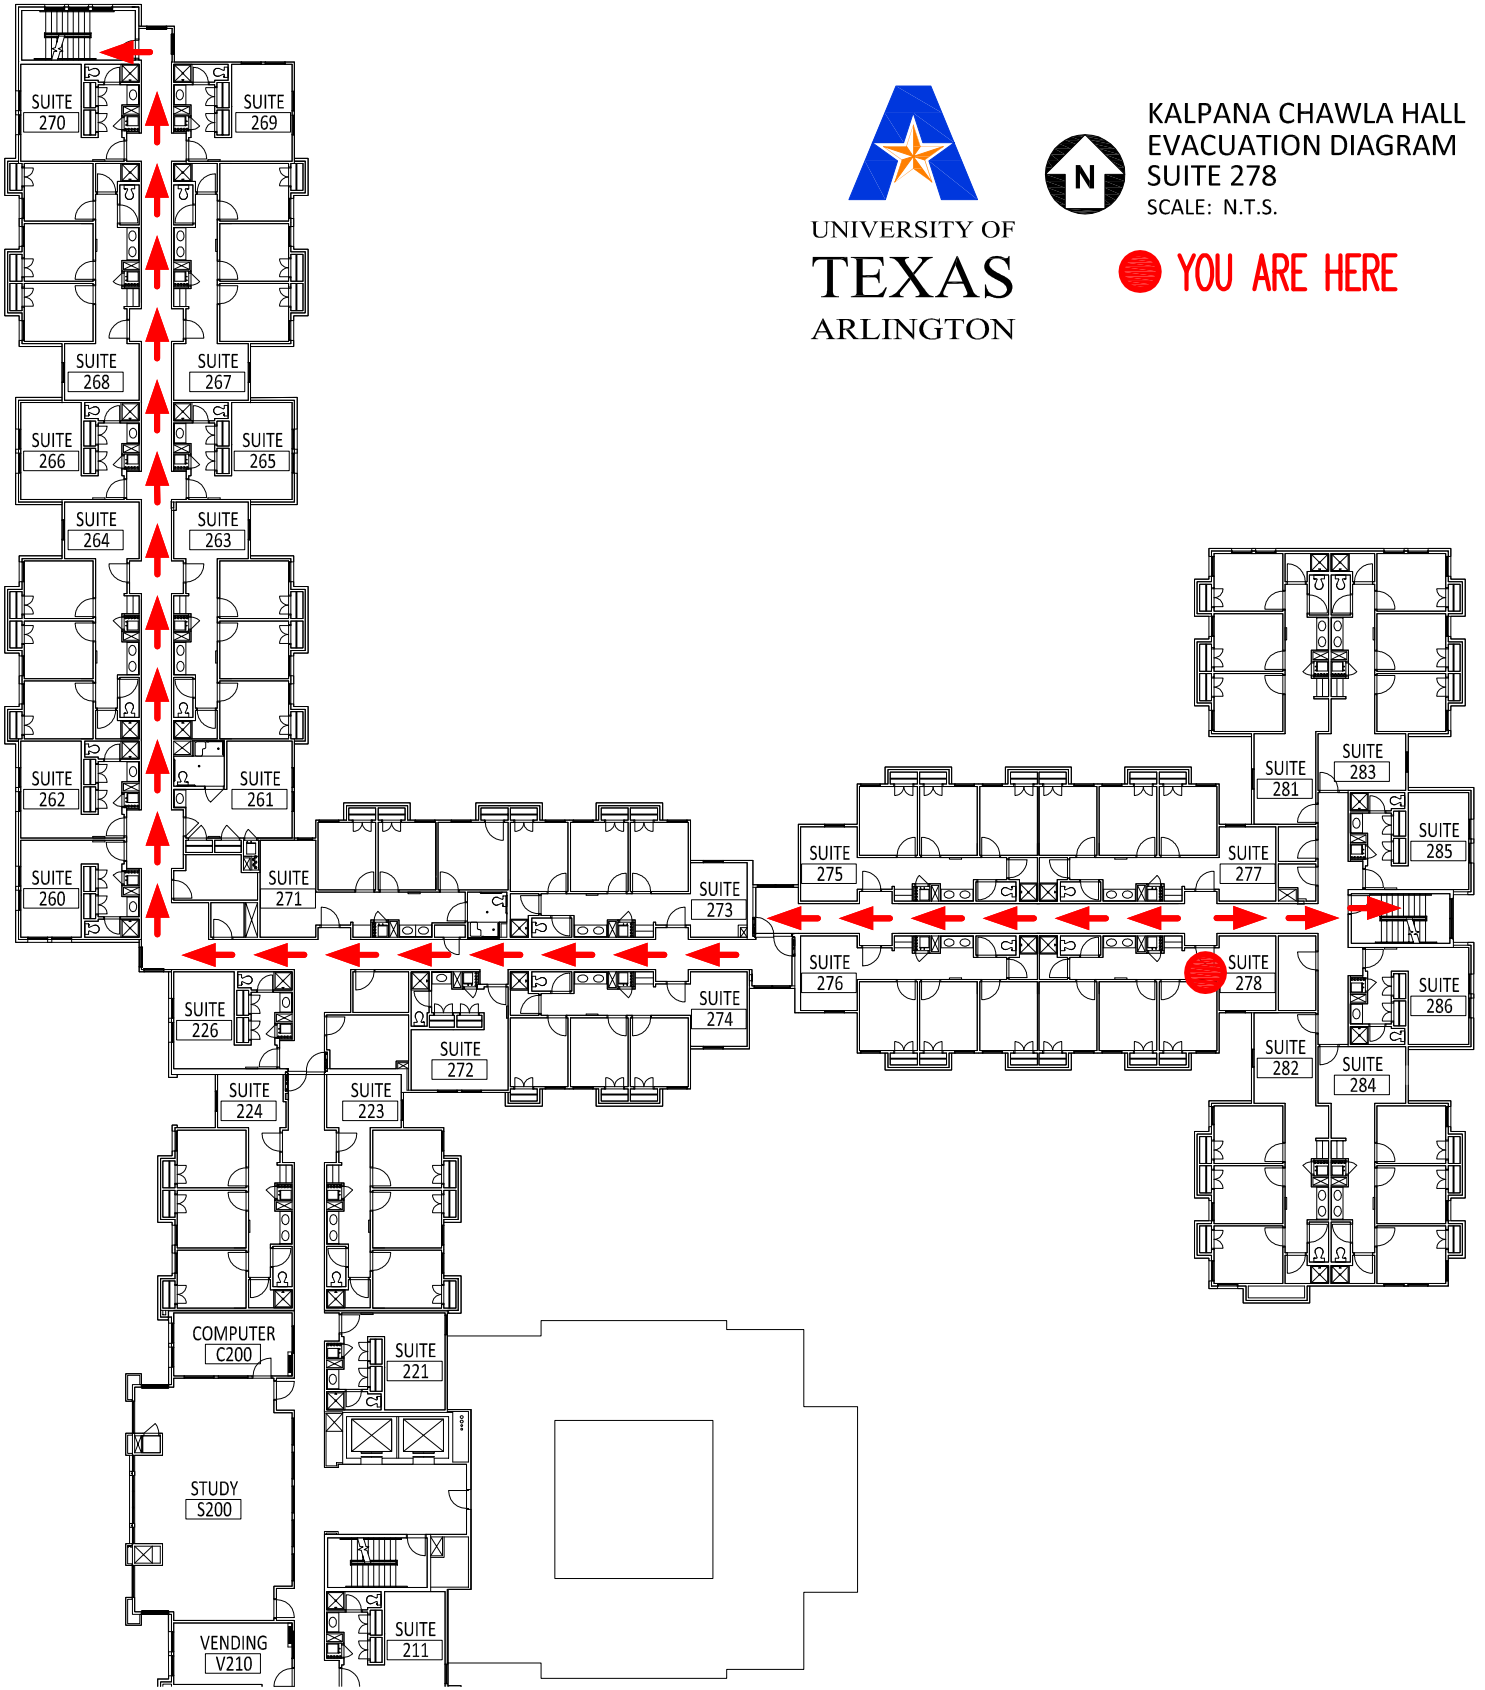 KALPANA CHAWLA HALL
EVACUATION DIAGRAM
SUITE 278
SCALE: N.T.S.
N
YOU ARE HERE
UNIVERSITY OF
TEXAS
ARLINGTON
SUITE
270
SUITE
269
SUITE
268
SUITE
267
SUITE
266
SUITE
265
SUITE
264
SUITE
263
SUITE
262
SUITE
261
SUITE
260
SUITE
271
SUITE
273
SUITE
275
SUITE
277
SUITE
281
SUITE
283
SUITE
285
SUITE
226
SUITE
272
SUITE
274
SUITE
276
SUITE
278
SUITE
282
SUITE
284
SUITE
286
SUITE
224
SUITE
223
COMPUTER
C200
SUITE
221
STUDY
S200
SUITE
211
VENDING
V210